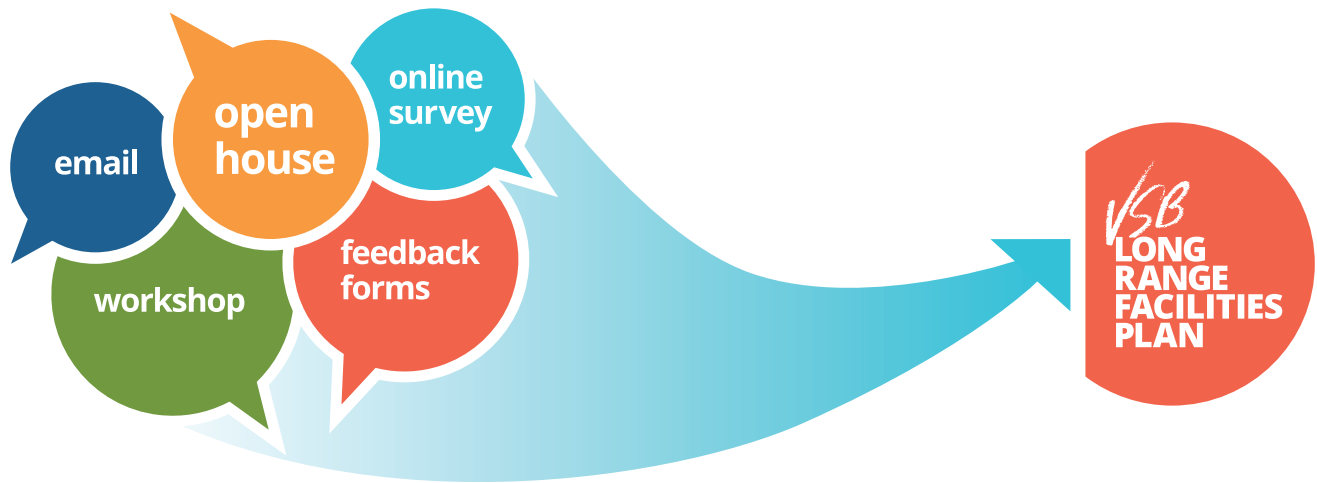 email
open
house
online
survey
workshop
feedback
forms
VSB
LONG
RANGE
FACILITIES
PLAN